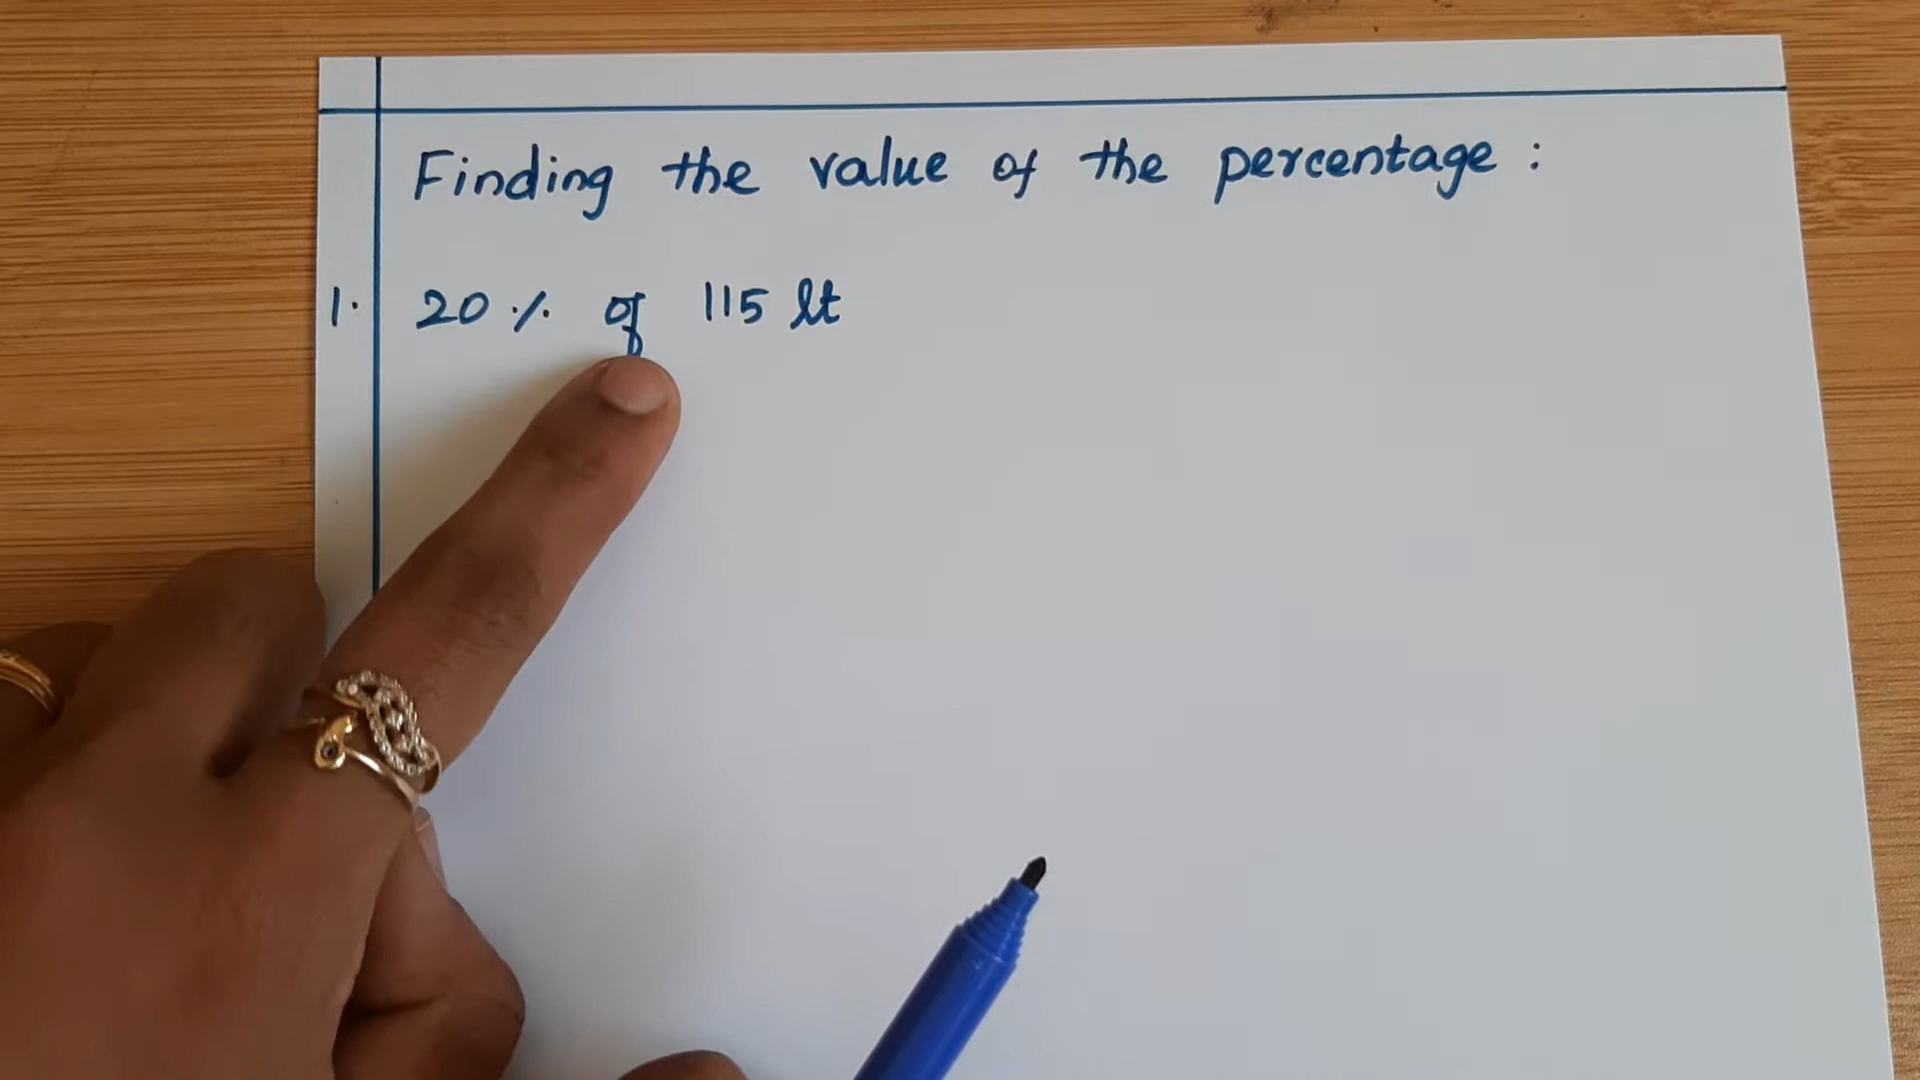 Finding the value of the percentage :
1. 20 % of 115 lt